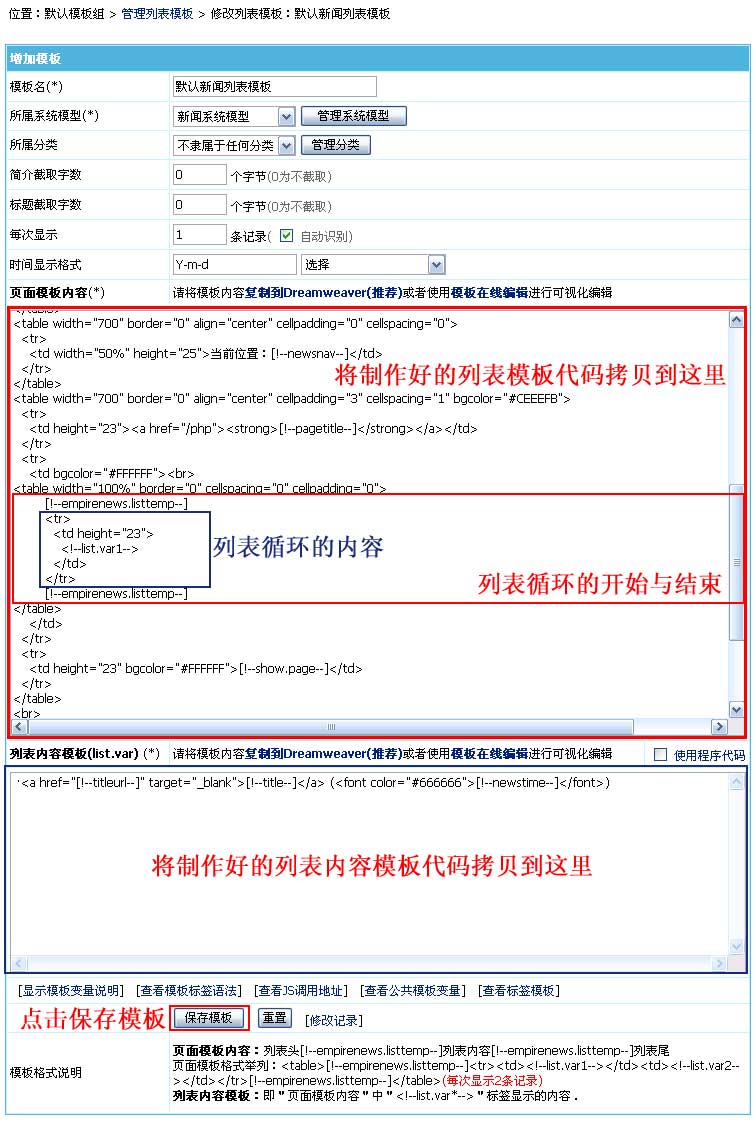 位置：默认模板组 > 管理列表模板 > 修改列表模板：默认新闻列表模板
增加模板
模板名(*) 默认新闻列表模板
所属系统模型(*) 新闻系统模型 管理系统模型
所属分类 不隶属于任何分类 管理分类
简介截取字数 0 个字节(0为不截取)
标题截取字数 0 个字节(0为不截取)
每次显示 1 条记录( 自动识别)
时间显示格式 Y-m-d 选择
页面模板内容(*) 请将模板内容复制到Dreamweaver(推荐)或者使用模板在线编辑进行可视化编辑
</table>
<table width="700" border="0" align="center" cellpadding="0" cellspacing="0">
<tr>
<td width="50%" height="25">当前位置：[!--newsnav--]</td>
</tr>
将制作好的列表模板代码拷贝到这里
</table>
<table width="700" border="0" align="center" cellpadding="3" cellspacing="1" bgcolor="#CEEEFB">
<tr>
<td height="23"><a href="/php"><strong>[!--pagetitle--]</strong></a></td>
</tr>
<tr>
<td bgcolor="#FFFFFF"><br>
<table width="100%" border="0" cellspacing="0" cellpadding="0">
[!--empirenews.listtemp--]
<tr>
<td height="23">
<!--list.var1-->
列表循环的内容
</td>
</tr>
列表循环的开始与结束
[!--empirenews.listtemp--]
</table>
</td>
</tr>
<tr>
<td height="23" bgcolor="#FFFFFF">[!--show.page--]</td>
</tr>
</table>
<br>
列表内容模板(list.var) (*) 请将模板内容复制到Dreamweaver(推荐)或者使用模板在线编辑进行可视化编辑 使用程序代码
·<a href="[!--titleurl--]" target="_blank">[!--title--]</a> (<font color="#666666">[!--newstime--]</font>)
将制作好的列表内容模板代码拷贝到这里
[显示模板变量说明] [查看模板标签语法] [查看JS调用地址] [查看公共模板变量] [查看标签模板]
点击保存模板 保存模板 重置 [修改记录]
模板格式说明
页面模板内容：列表头[!--empirenews.listtemp--]列表内容[!--empirenews.listtemp--]列表尾
页面模板格式举列：<table>[!--empirenews.listtemp--]<tr><td><!--list.var1--></td><td><!--list.var2--
></td></tr>[!--empirenews.listtemp--]</table>(每次显示2条记录)
列表内容模板：即"页面模板内容"中"<!--list.var*-->"标签显示的内容.